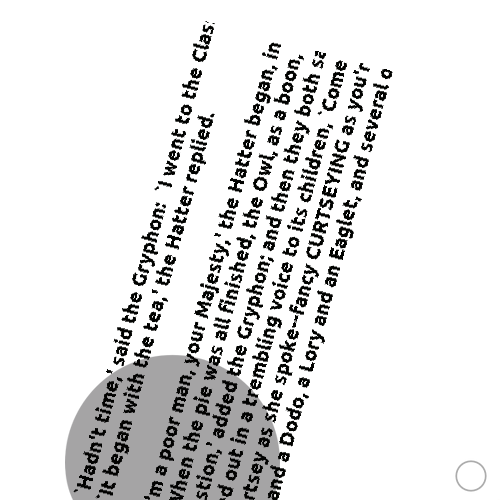 `Hadn't time,' said the Gryphon: `I went to the
`It began with the tea,' the Hatter replied.
I'm a poor man, your Majesty,' the Hatter began, in
When the pie was all finished, the Owl, as a boon,
added the Gryphon; and then they both
out in a trembling voice to its children, `Come
as she spoke--fancy CURTSEYING as you'r
and a Dodo, a Lory and an Eaglet, and several